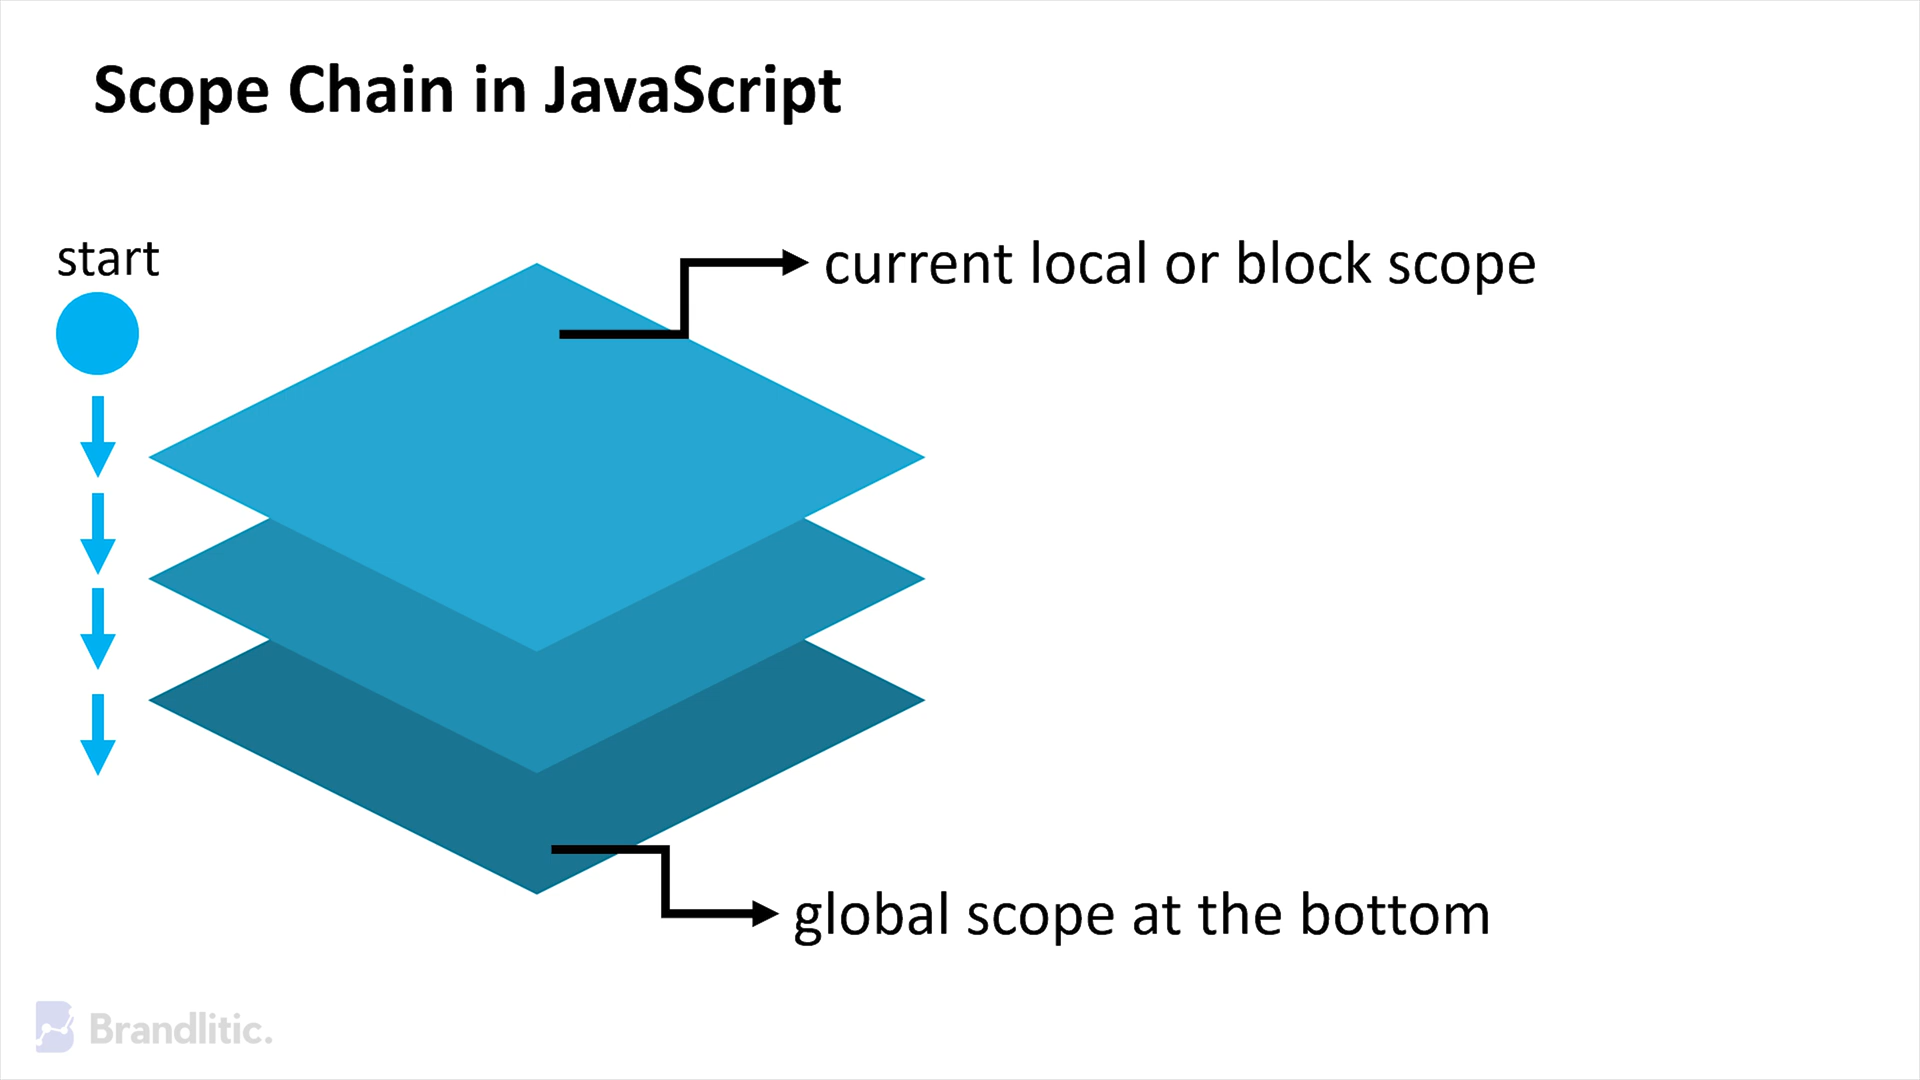 Scope Chain in JavaScript
start
current local or block scope
global scope at the bottom
Brandlitic.